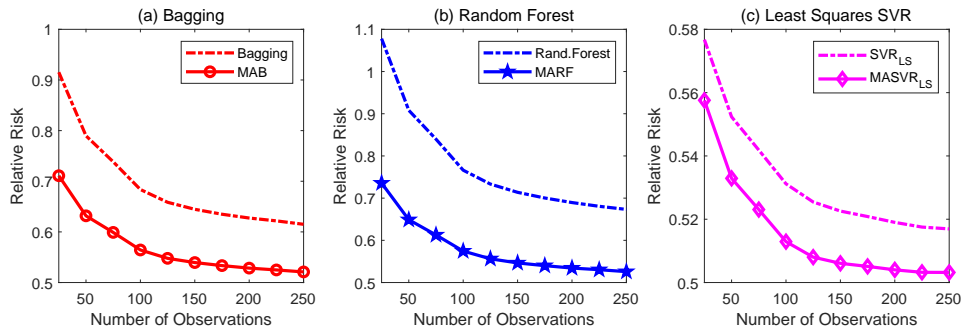 (a) Bagging
Relative Risk
1
0.9
0.8
0.7
0.6
0.5
50
100
150
200
250
Number of Observations
Bagging
MAB
(b) Random Forest
Relative Risk
1.1
1
0.9
0.8
0.7
0.6
0.5
50
100
150
200
250
Number of Observations
Rand.Forest
MARF
(c) Least Squares SVR
Relative Risk
0.58
0.56
0.54
0.52
0.5
50
100
150
200
250
Number of Observations
SVR_LS
MASVR_LS